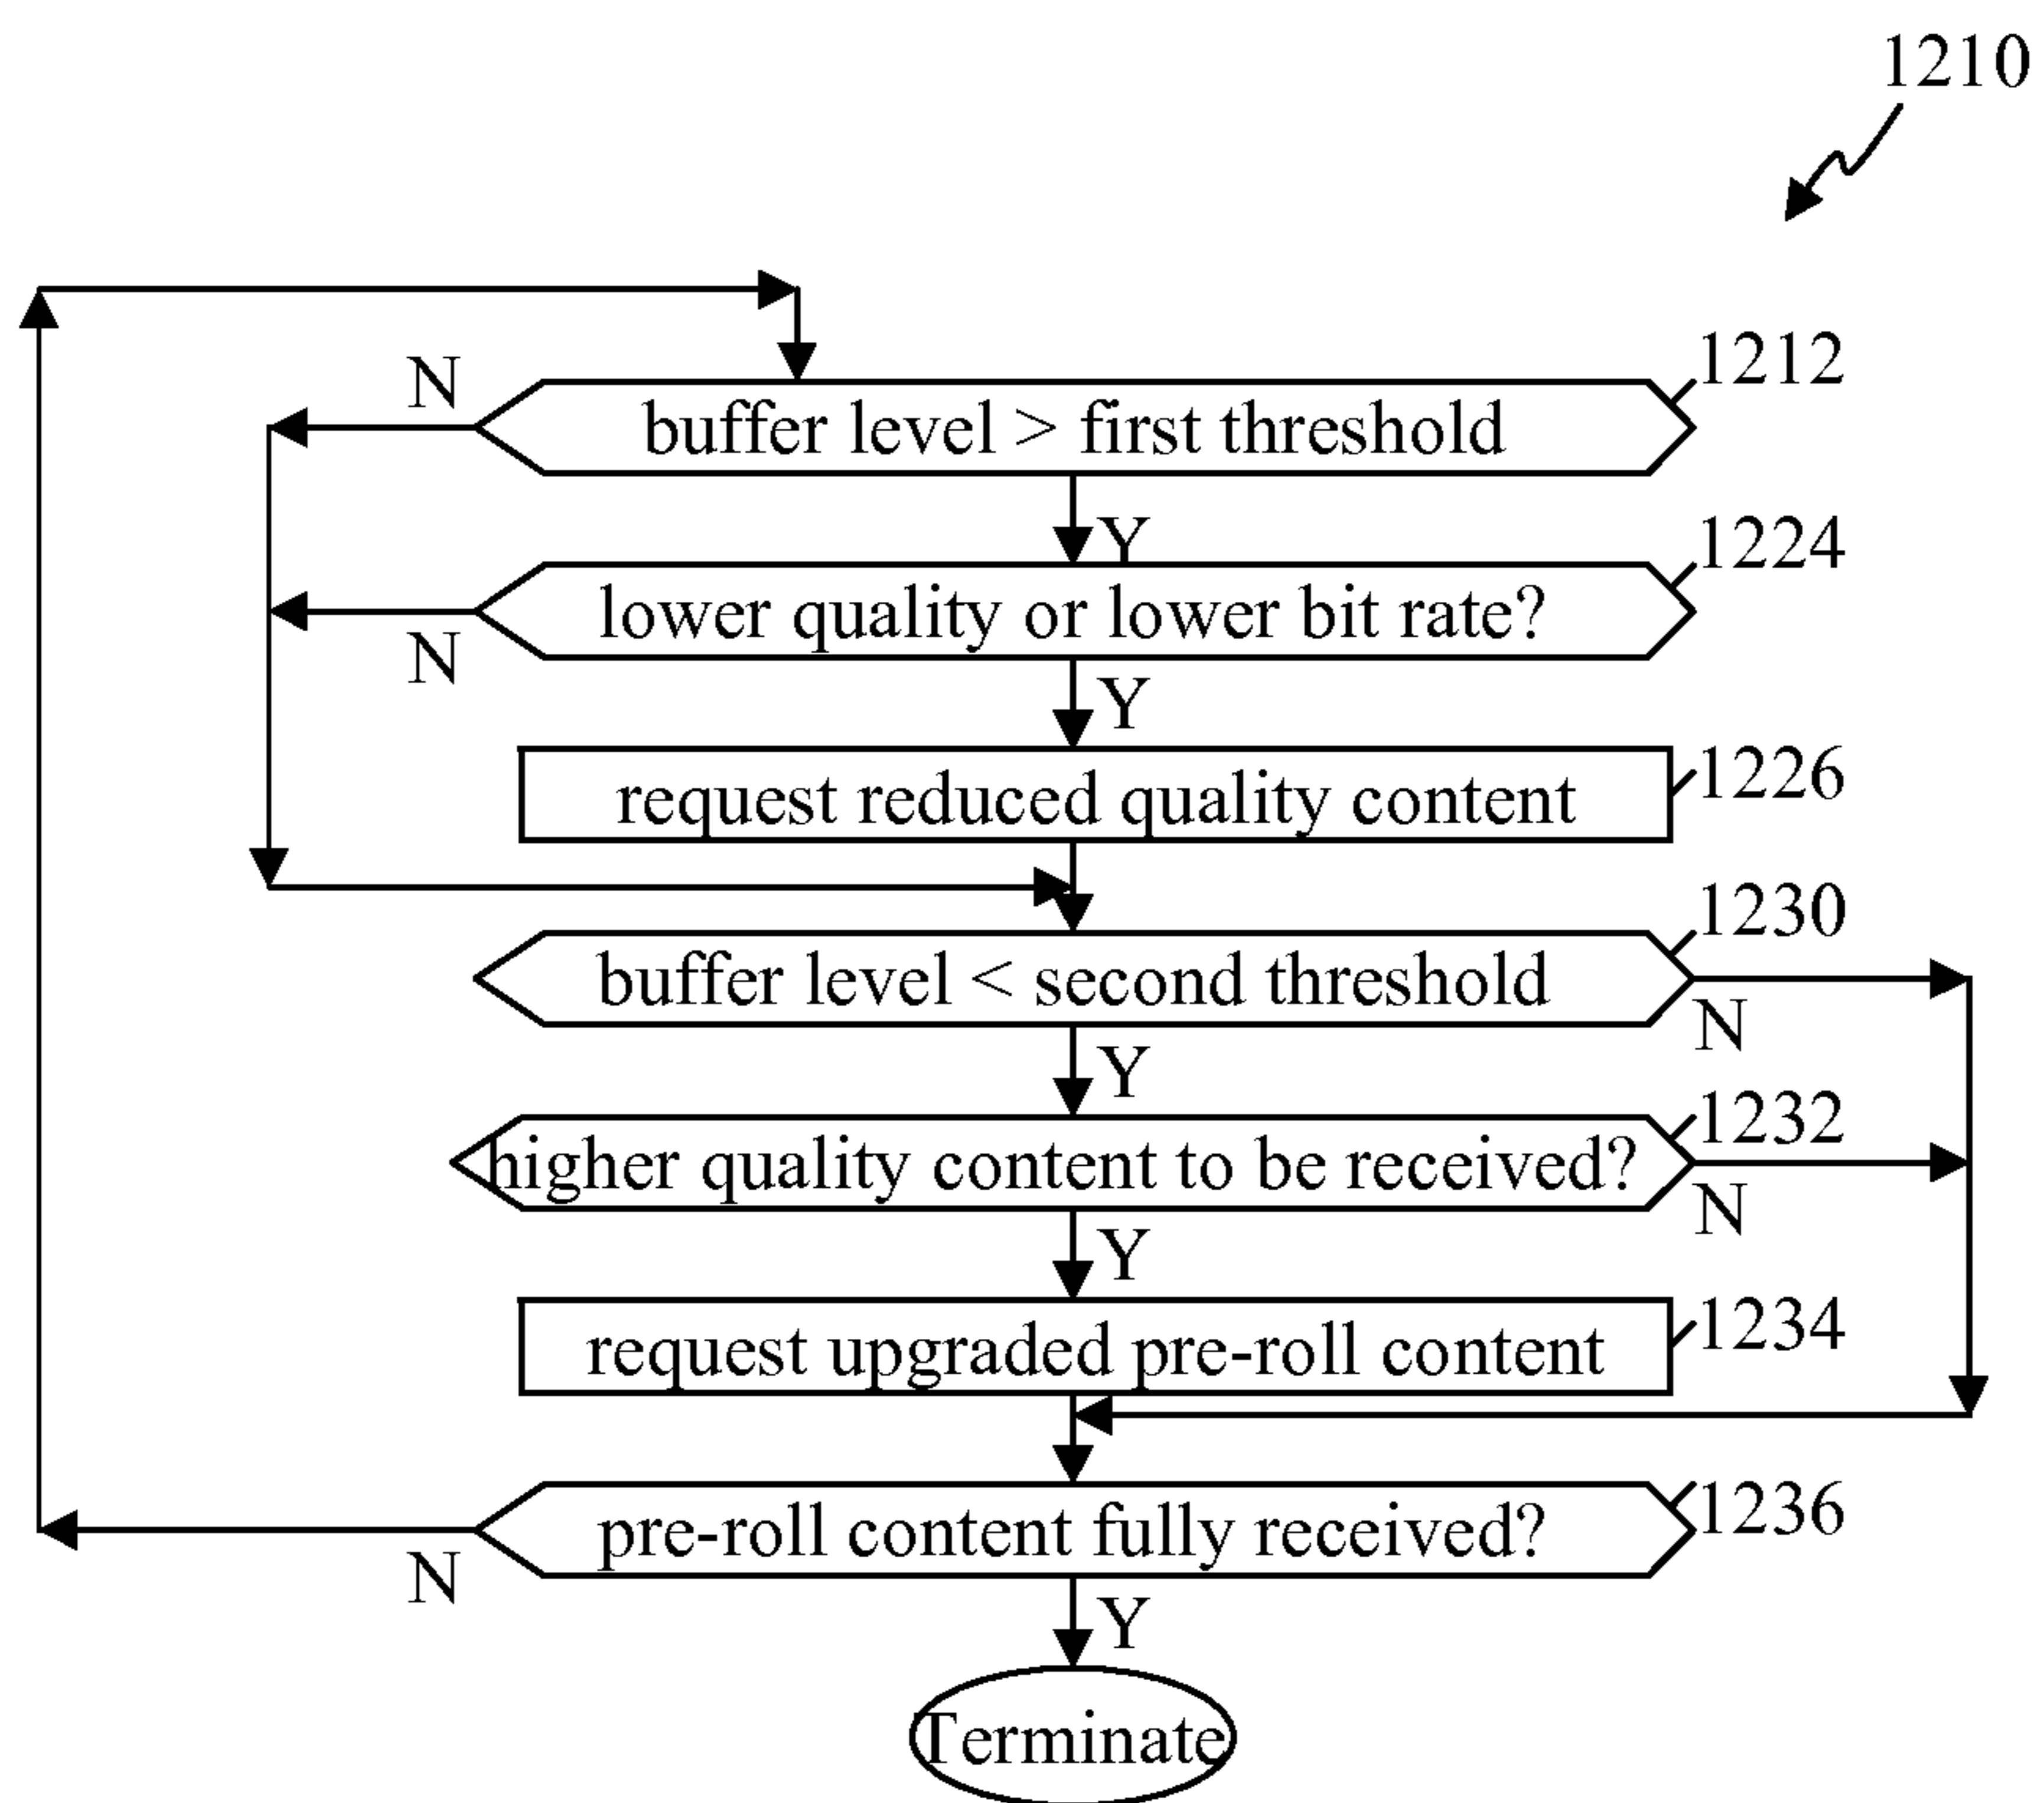 1210
N
1212
buffer level > first threshold
Y
1224
lower quality or lower bit rate?
N
Y
1226
request reduced quality content
1230
buffer level < second threshold
N
Y
1232
higher quality content to be received?
N
Y
1234
request upgraded pre-roll content
1236
pre-roll content fully received?
N
Y
Terminate